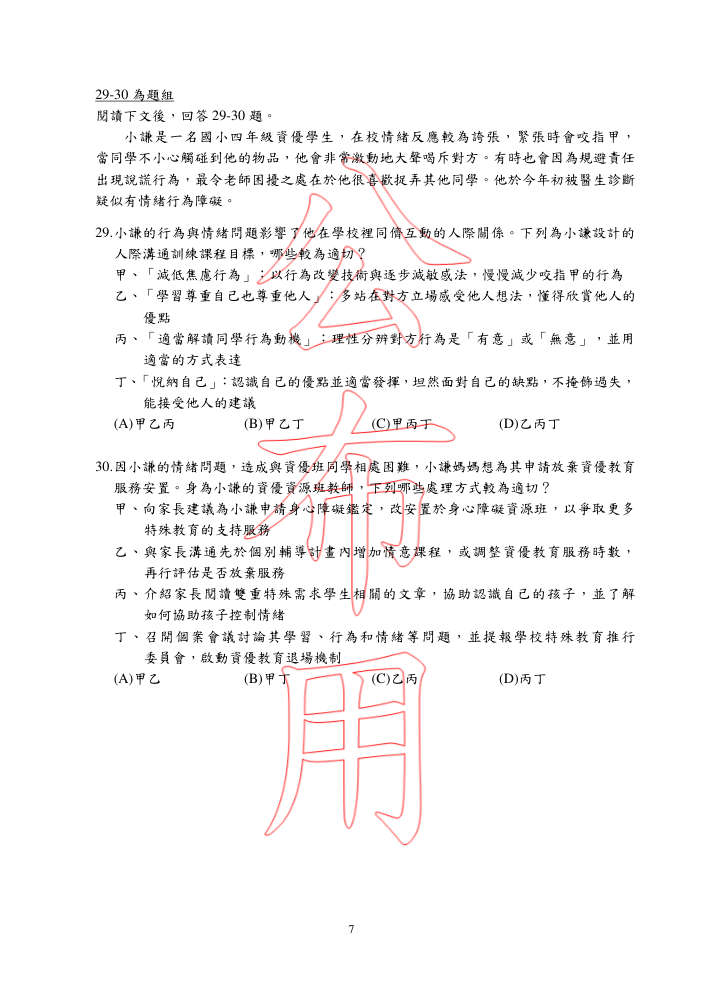 29-30 為題組
閱讀下文後，回答 29-30 題。
小謙是一名國小四年級資優學生，在校情緒反應較為誇張，緊張時會咬指甲，
當同學不小心觸碰到他的物品，他會非常激動地大聲喝斥對方。有時也會因為規避責任
出現說謊行為，最令老師困擾之處在於他很喜歡捉弄其他同學。他於今年初被醫生診斷
疑似有情緒行為障礙。
29.小謙的行為與情緒問題影響了他在學校裡同儕互動的人際關係。下列為小謙設計的
人際溝通訓練課程目標，哪些較為適切？
甲、「減低焦慮行為」：以行為改變技術與逐步減敏感法，慢慢減少咬指甲的行為
乙、「學習尊重自己也尊重他人」：多站在對方立場感受他人想法，懂得欣賞他人的
優點
丙、「適當解讀同學行為動機」：理性分辨對方行為是「有意」或「無意」，並用
適當的方式表達
丁、「悅納自己」：認識自己的優點並適當發揮，坦然面對自己的缺點，不掩飾過失，
能接受他人的建議
(A)甲乙丙 (B)甲乙丁 (C)甲丙丁 (D)乙丙丁
30.因小謙的情緒問題，造成與資優班同學相處困難，小謙媽媽想為其申請放棄資優教育
服務安置。身為小謙的資優資源班教師，下列哪些處理方式較為適切？
甲、向家長建議為小謙申請身心障礙鑑定，改安置於身心障礙資源班，以爭取更多
特殊教育的支持服務
乙、與家長溝通先於個別輔導計畫內增加情意課程，或調整資優教育服務時數，
再行評估是否放棄服務
丙、介紹家長閱讀雙重特殊需求學生相關的文章，協助認識自己的孩子，並了解
如何協助孩子控制情緒
丁、召開個案會議討論其學習、行為和情緒等問題，並提報學校特殊教育推行
委員會，啟動資優教育退場機制
(A)甲乙 (B)甲丁 (C)乙丙 (D)丙丁
公布用
7